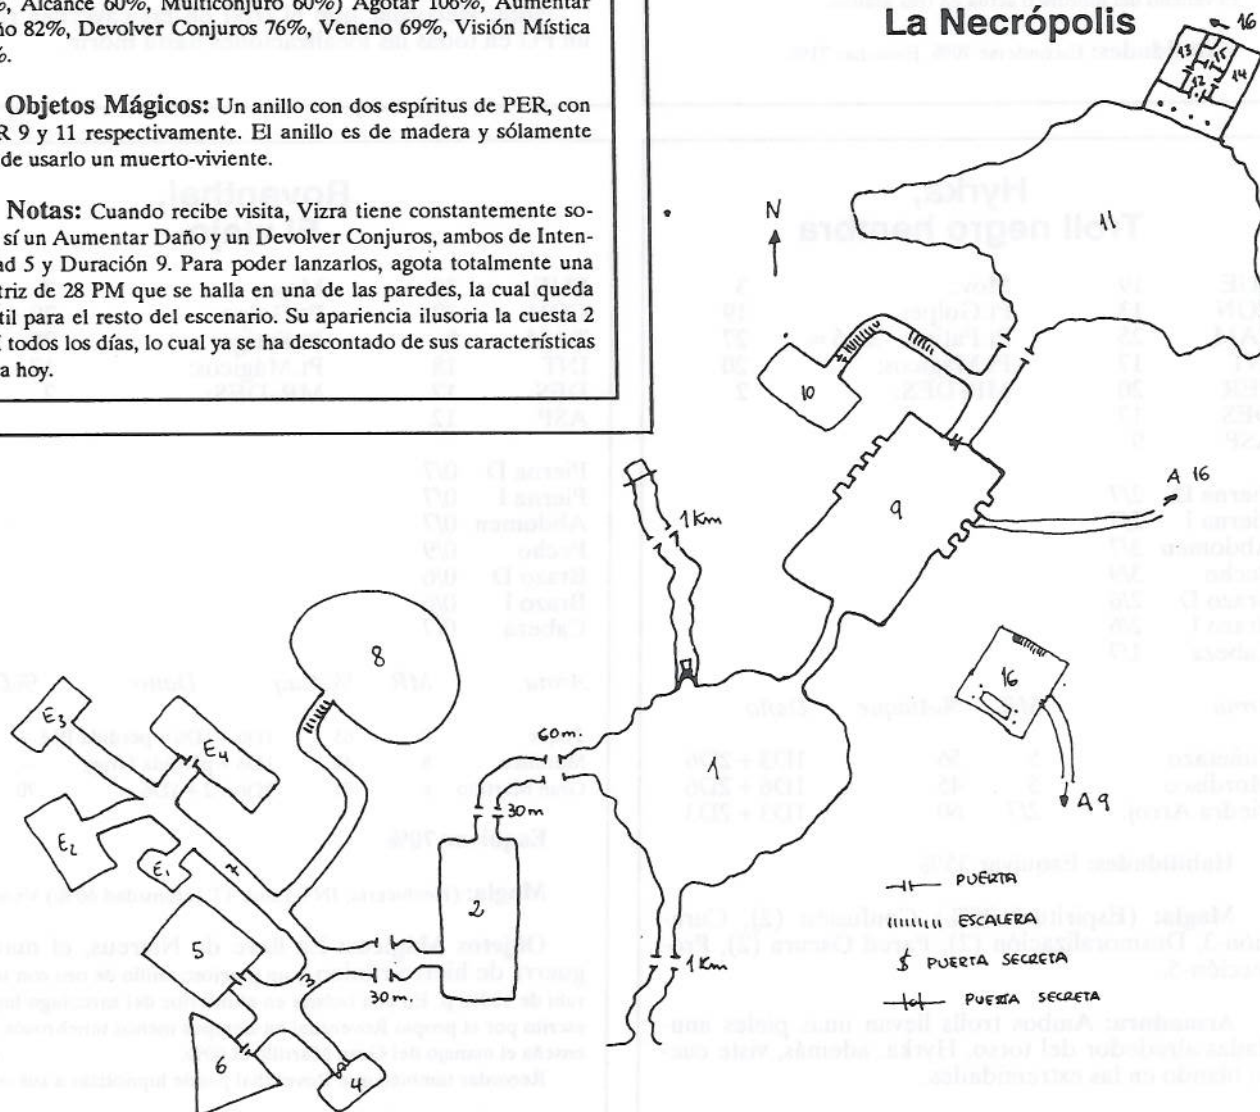 Alcance 60%, Multiconjuro 60%) Agotar 106%, Aumentar
82%, Devolver Conjuros 76%, Veneno 69%, Visión Mística
%.
Objetos Mágicos: Un anillo con dos espíritus de PER, con
R 9 y 11 respectivamente. El anillo es de madera y sólamente
de usarlo un muerto-viviente.
Notas: Cuando recibe visita, Vizra tiene constantemente so-
sí un Aumentar Daño y un Devolver Conjuros, ambos de Inten-
ad 5 y Duración 9. Para poder lanzarlos, agota totalmente una
triz de 28 PM que se halla en una de las paredes, la cual queda
til para el resto del escenario. Su apariencia ilusoria la cuesta 2
todos los días, lo cual ya se ha descontado de sus características
a hoy.
La Necrópolis
16
13
15
14
12
11
N
10
9
A 16
1 Km
8
16
E3
E4
60m.
1
A 9
30m
E2
E1
2
PUERTA
ESCALERA
5
PUERTA SECRETA
1 Km
3
30m
PUERTA SECRETA
6
4